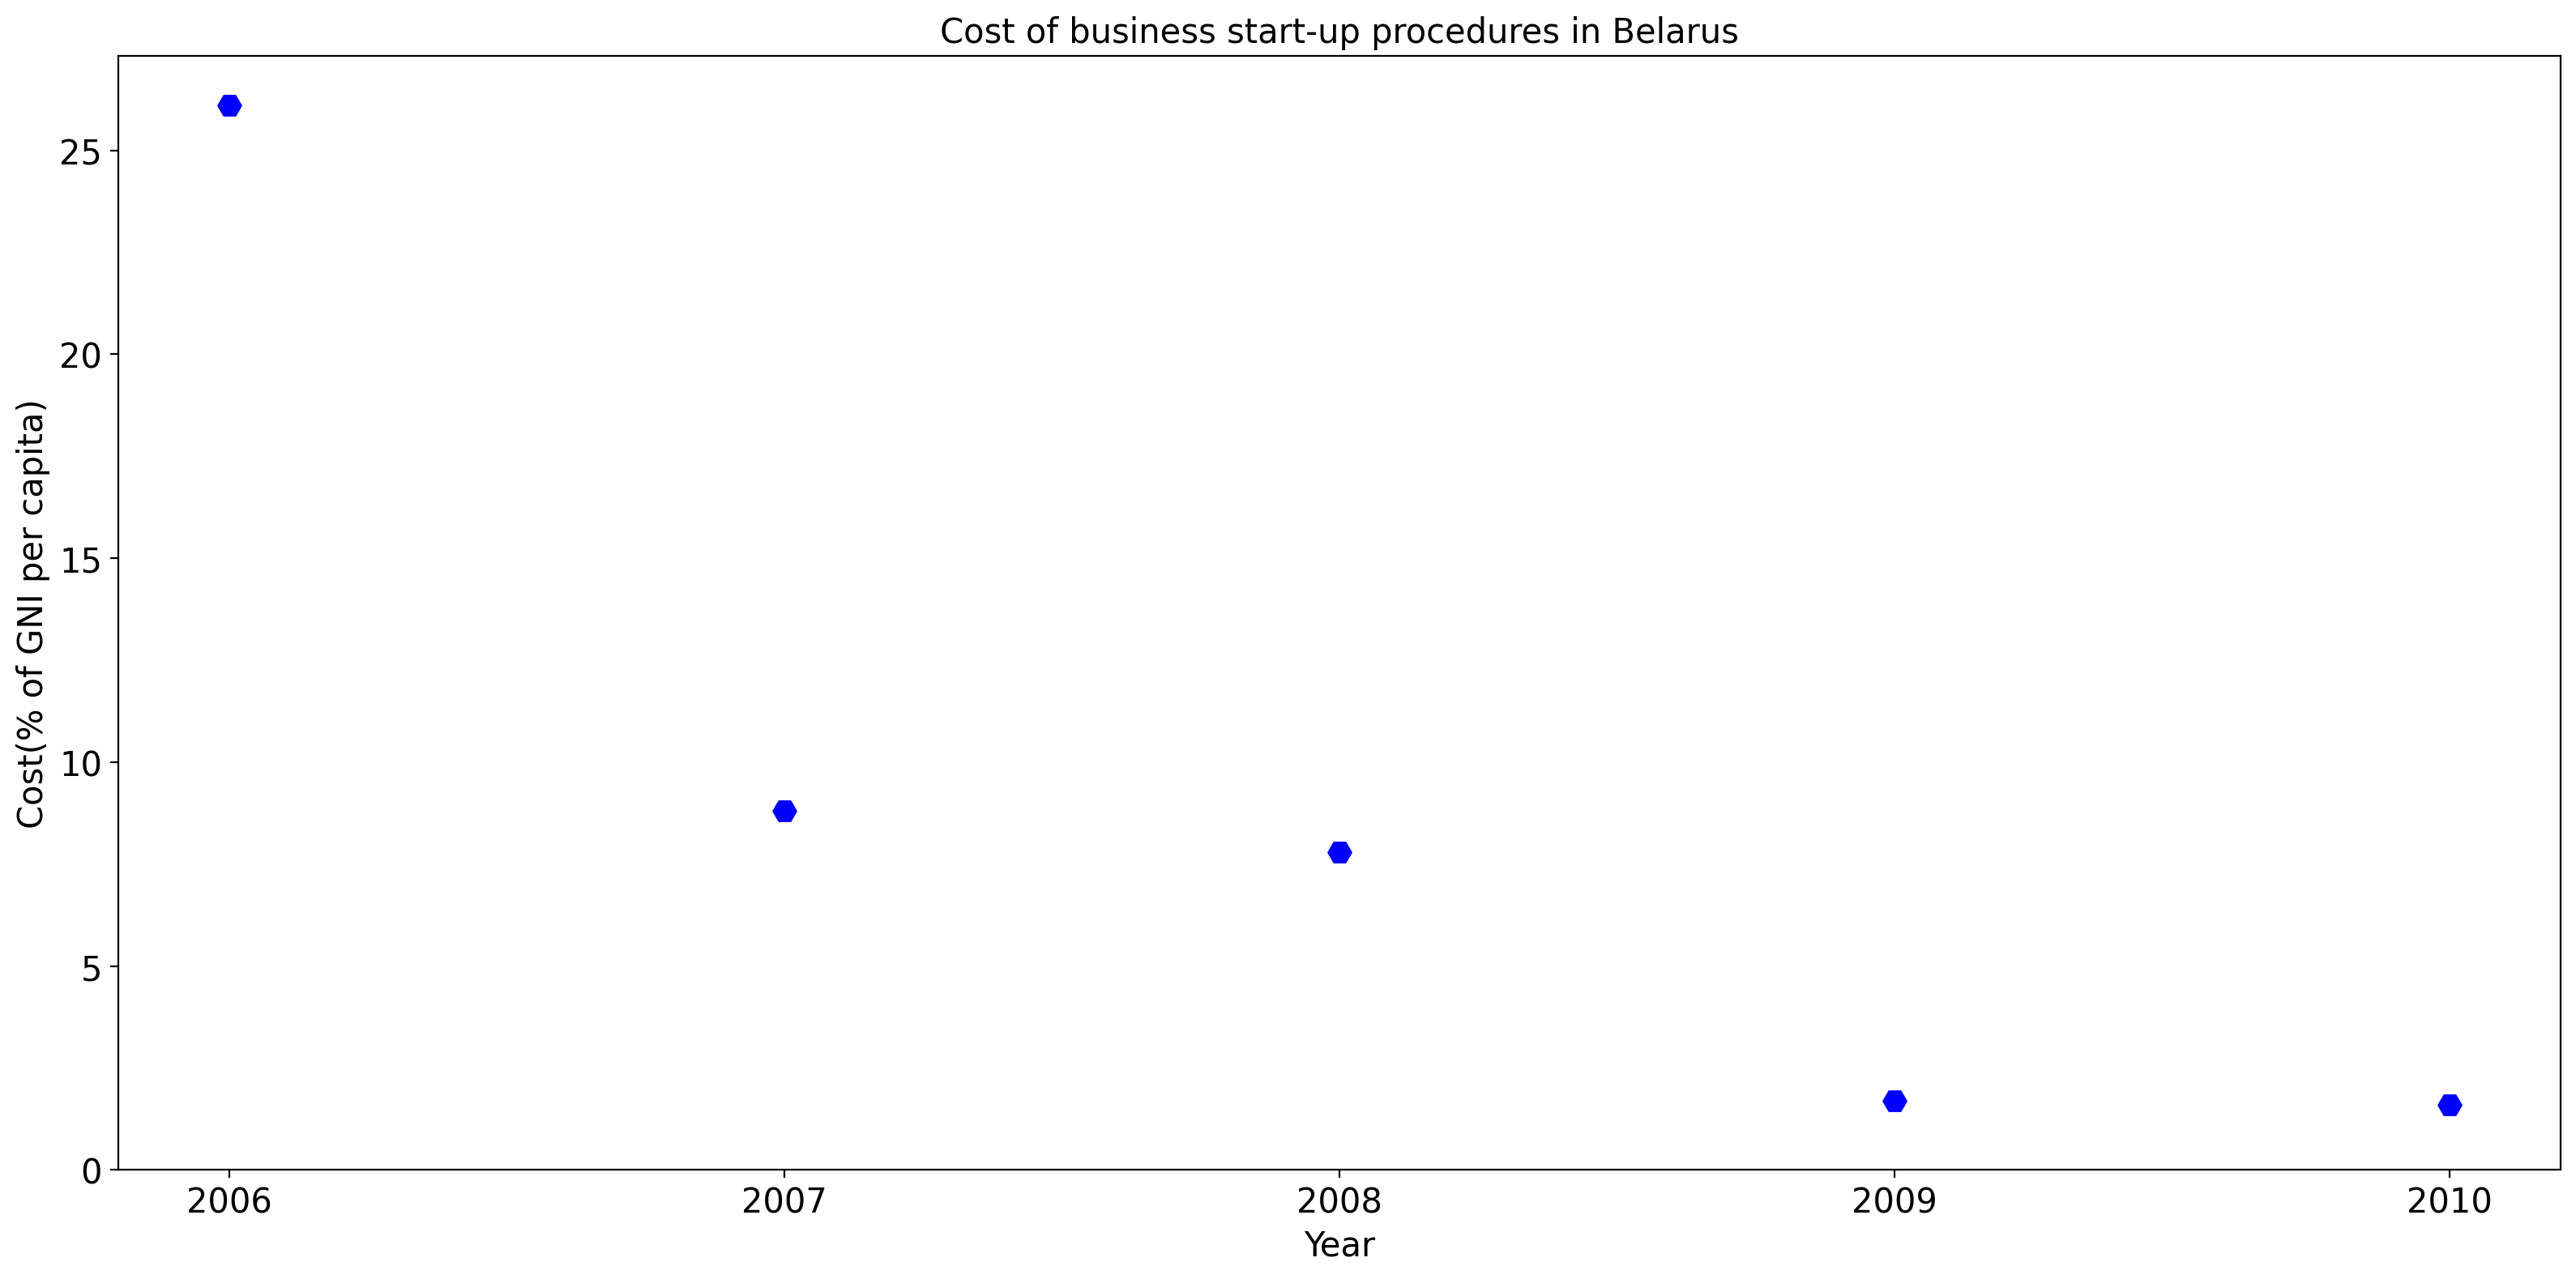 Cost of business start-up procedures in Belarus
Cost(% of GNI per capita)
25
20
15
10
5
0
2006 2007 2008 2009 2010
Year